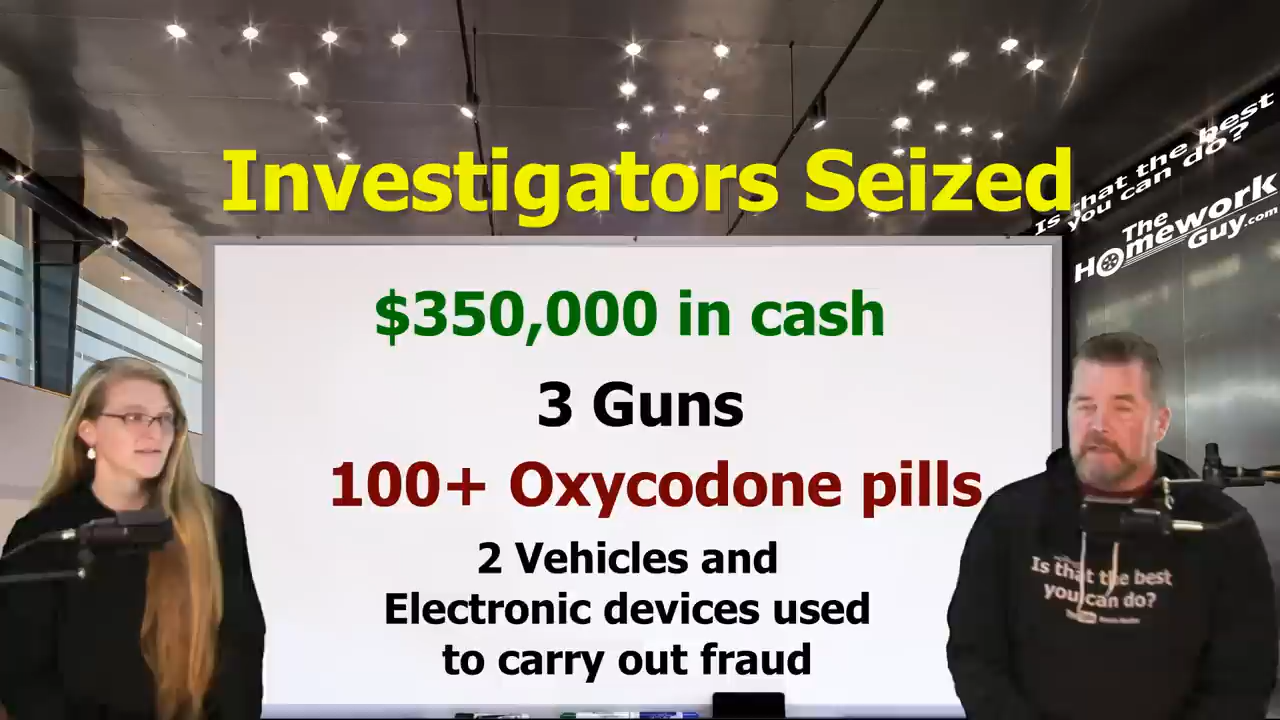 Investigators Seized
$350,000 in cash
3 Guns
100+ Oxycodone pills
2 Vehicles and
Electronic devices used
to carry out fraud
Is that the best
you can do?
The
Homework
Guy.com
Is that the best
you can do?